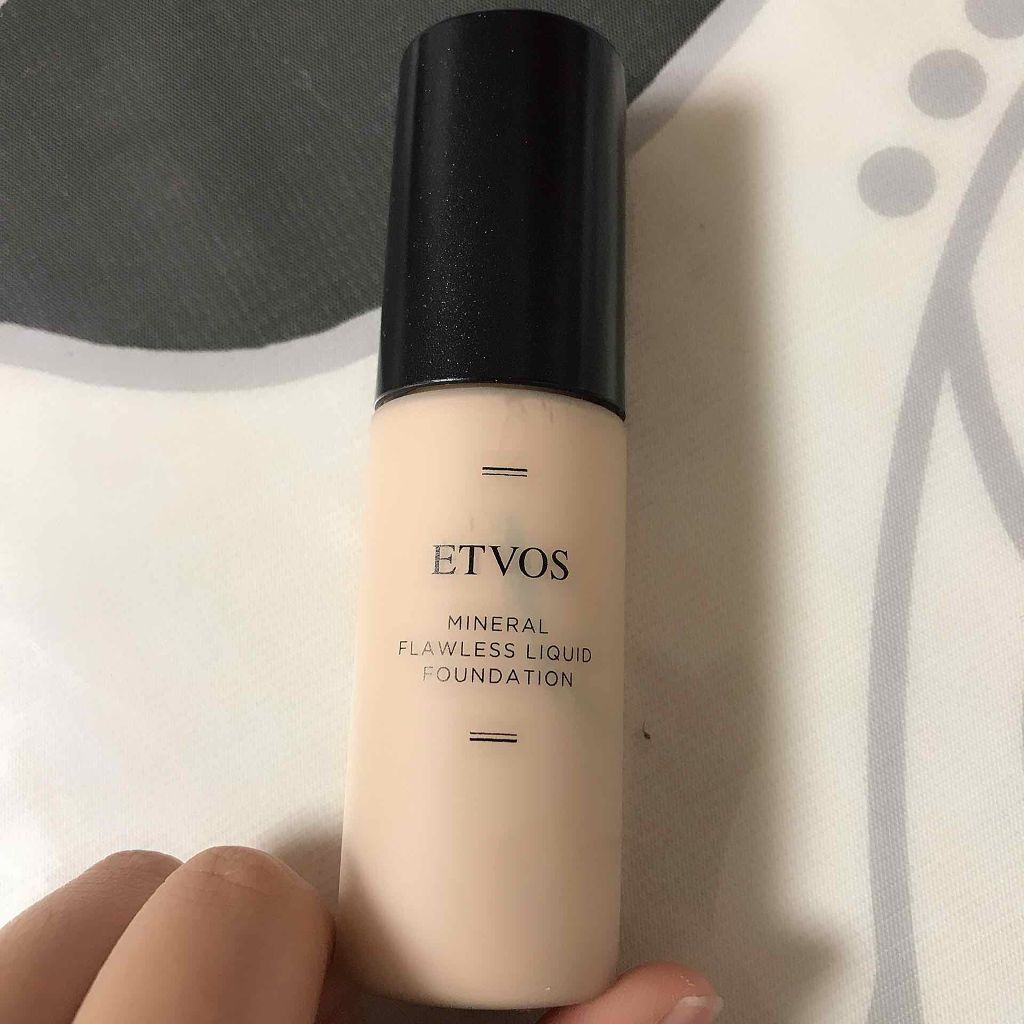 ETVOS
MINERAL
FLAWLESS LIQUID
FOUNDATION